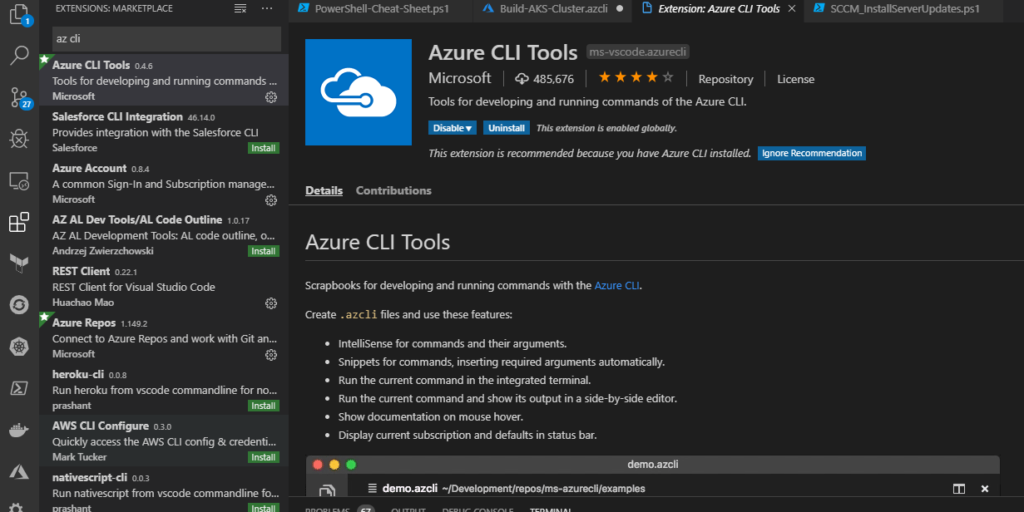 EXTENSIONS: MARKETPLACE
PowerShell-Cheat-Sheet.ps1
Build-AKS-Cluster.azcli
Extension: Azure CLI Tools
SCCM_InstallServerUpdates.ps1
1
27
az cli
Azure CLI Tools 0.4.6
Tools for developing and running commands ...
Microsoft
Salesforce CLI Integration 46.14.0
Provides integration with the Salesforce CLI
Salesforce Install
Azure Account 0.8.4
A common Sign-In and Subscription manage...
Microsoft
AZ AL Dev Tools/AL Code Outline 1.0.17
AZ AL Development Tools: AL code outline, o...
Andrzej Zwierzchowski Install
REST Client 0.22.1
REST Client for Visual Studio Code
Huachao Mao
Azure Repos 1.149.2
Connect to Azure Repos and work with Git an...
Microsoft
heroku-cli 0.0.8
Run heroku from vscode commandline for no...
prashant Install
AWS CLI Configure 0.3.0
Quickly access the AWS CLI config & credenti...
Mark Tucker Install
nativescript-cli 0.0.3
Run nativescript from vscode commandline fo...
prashant Install
Azure CLI Tools ms-vscode.azurecli
Microsoft 485,676 Repository License
Tools for developing and running commands of the Azure CLI.
Disable Uninstall This extension is enabled globally.
This extension is recommended because you have Azure CLI installed. Ignore Recommendation
Details Contributions
Azure CLI Tools
Scrapbooks for developing and running commands with the Azure CLI.
Create .azcli files and use these features:
• IntelliSense for commands and their arguments.
• Snippets for commands, inserting required arguments automatically.
• Run the current command in the integrated terminal.
• Run the current command and show its output in a side-by-side editor.
• Show documentation on mouse hover.
• Display current subscription and defaults in status bar.
demo.azcli
demo.azcli ~/Development/repos/ms-azurecli/examples
PROBLEMS 67 OUTPUT DEBUG CONSOLE TERMINAL